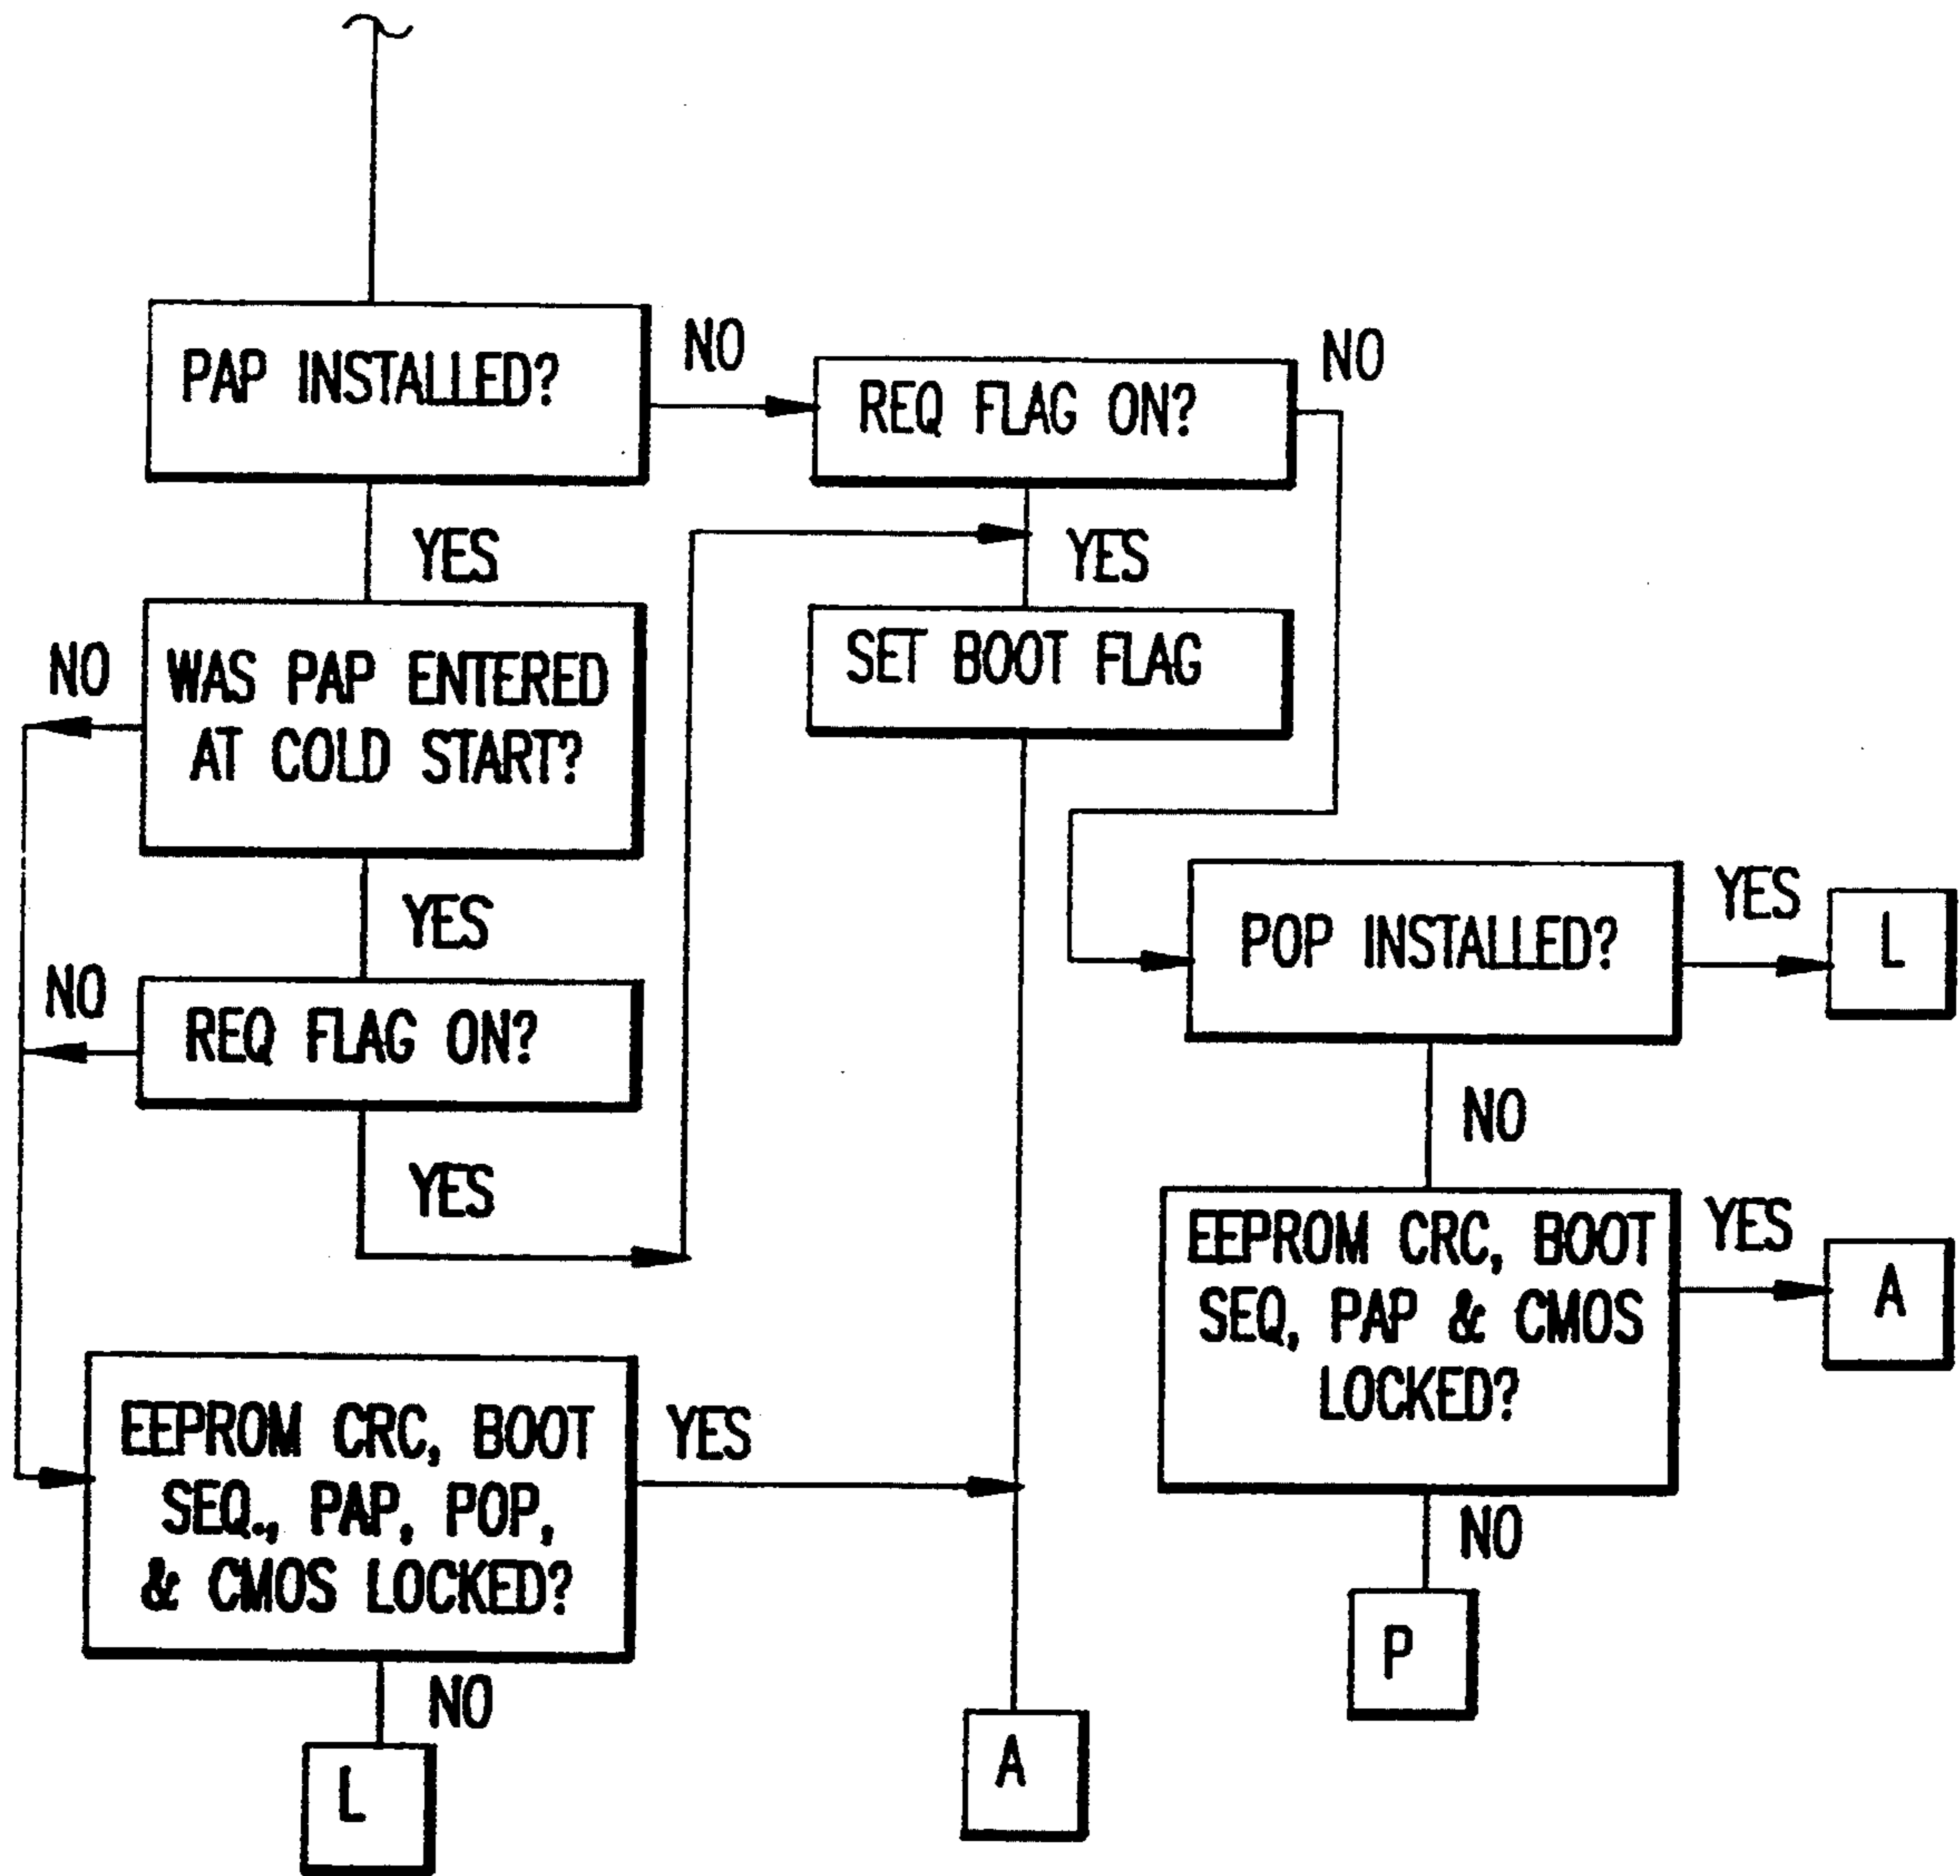 PAP INSTALLED?
NO
REQ FLAG ON?
NO
YES
YES
WAS PAP ENTERED
AT COLD START?
NO
SET BOOT FLAG
YES
POP INSTALLED?
YES
L
NO
REQ FLAG ON?
NO
YES
EEPROM CRC, BOOT
SEQ, PAP & CMOS
LOCKED?
YES
A
EEPROM CRC, BOOT
SEQ., PAP, POP,
& CMOS LOCKED?
YES
NO
P
NO
L
A